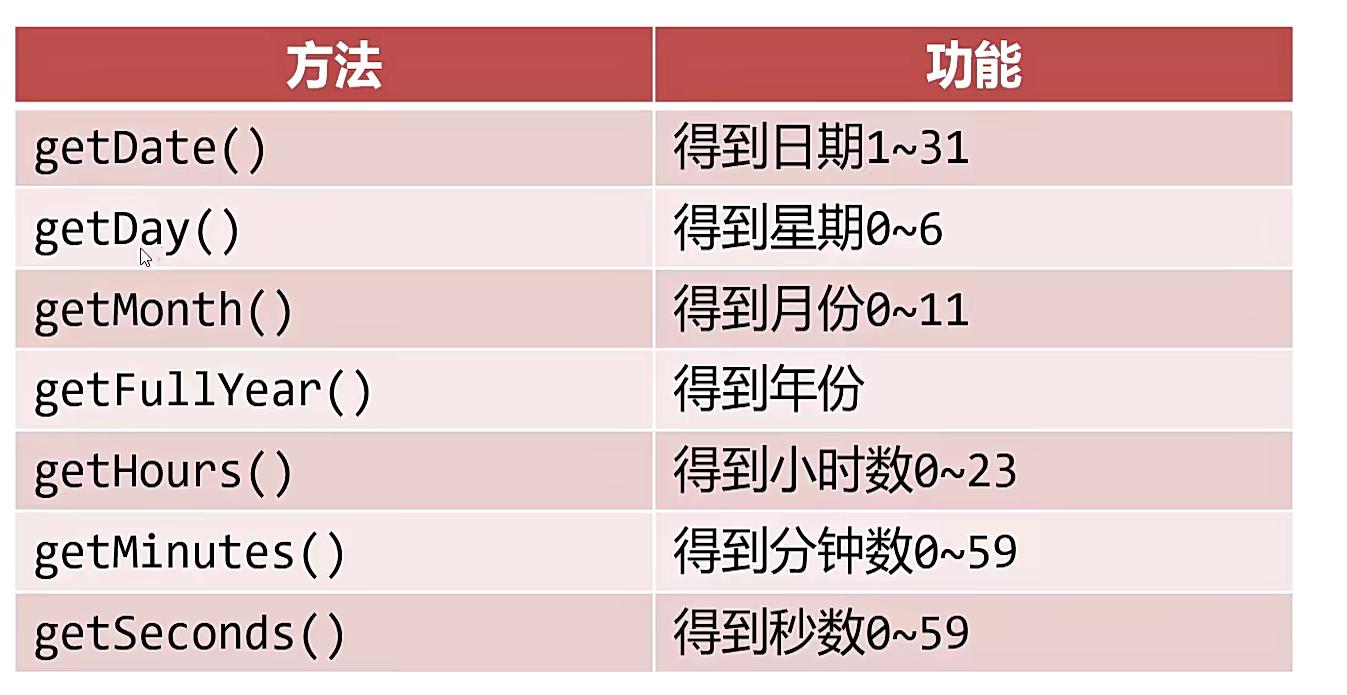 方法 功能
getDate() 得到日期1~31
getDay() 得到星期0~6
getMonth() 得到月份0~11
getFullYear() 得到年份
getHours() 得到小时数0~23
getMinutes() 得到分钟数0~59
getSeconds() 得到秒数0~59